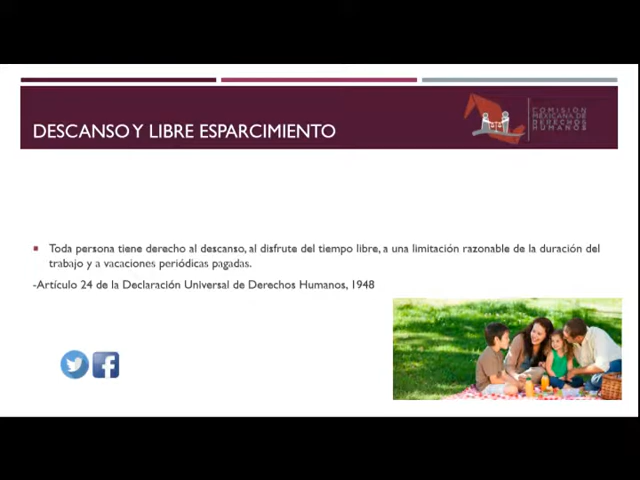 DESCANSO Y LIBRE ESPARCIMIENTO
COMISIÓN
MEXICANA DE
DERECHOS
HUMANOS
Toda persona tiene derecho al descanso, al disfrute del tiempo libre, a una limitación razonable de la duración del
trabajo y a vacaciones periódicas pagadas.
-Artículo 24 de la Declaración Universal de Derechos Humanos, 1948